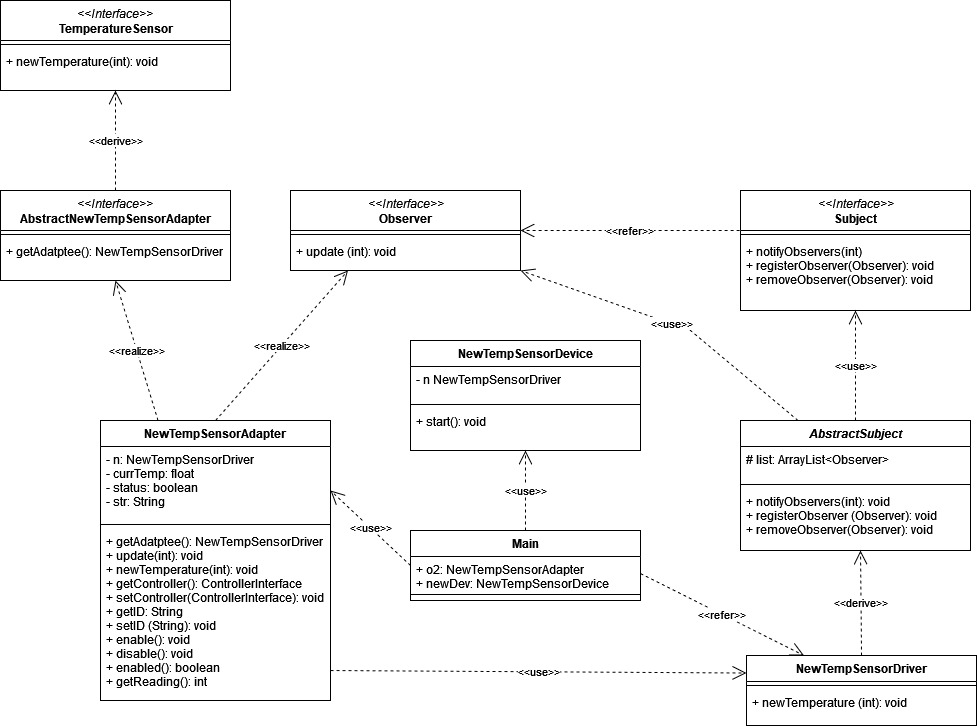 <<Interface>>
TemperatureSensor
+ newTemperature(int): void
<<derive>>
<<Interface>>
AbstractNewTempSensorAdapter
+ getAdatptee(): NewTempSensorDriver
<<Interface>>
Observer
+ update (int): void
<<refer>>
<<Interface>>
Subject
+ notifyObservers(int)
+ registerObserver(Observer): void
+ removeObserver(Observer): void
<<realize>>
<<realize>>
<<use>>
<<use>>
NewTempSensorDevice
- n NewTempSensorDriver
+ start(): void
NewTempSensorAdapter
- n: NewTempSensorDriver
- currTemp: float
- status: boolean
- str: String
+ getAdatptee(): NewTempSensorDriver
+ update(int): void
+ newTemperature(int): void
+ getController(): ControllerInterface
+ setController(ControllerInterface): void
+ getID: String
+ setID (String): void
+ enable(): void
+ disable(): void
+ enabled(): boolean
+ getReading(): int
<<use>>
<<use>>
Main
+ o2: NewTempSensorAdapter
+ newDev: NewTempSensorDevice
AbstractSubject
# list: ArrayList<Observer>
+ notifyObservers(int): void
+ registerObserver (Observer): void
+ removeObserver(Observer): void
<<derive>>
<<refer>>
<<use>>
NewTempSensorDriver
+ newTemperature (int): void